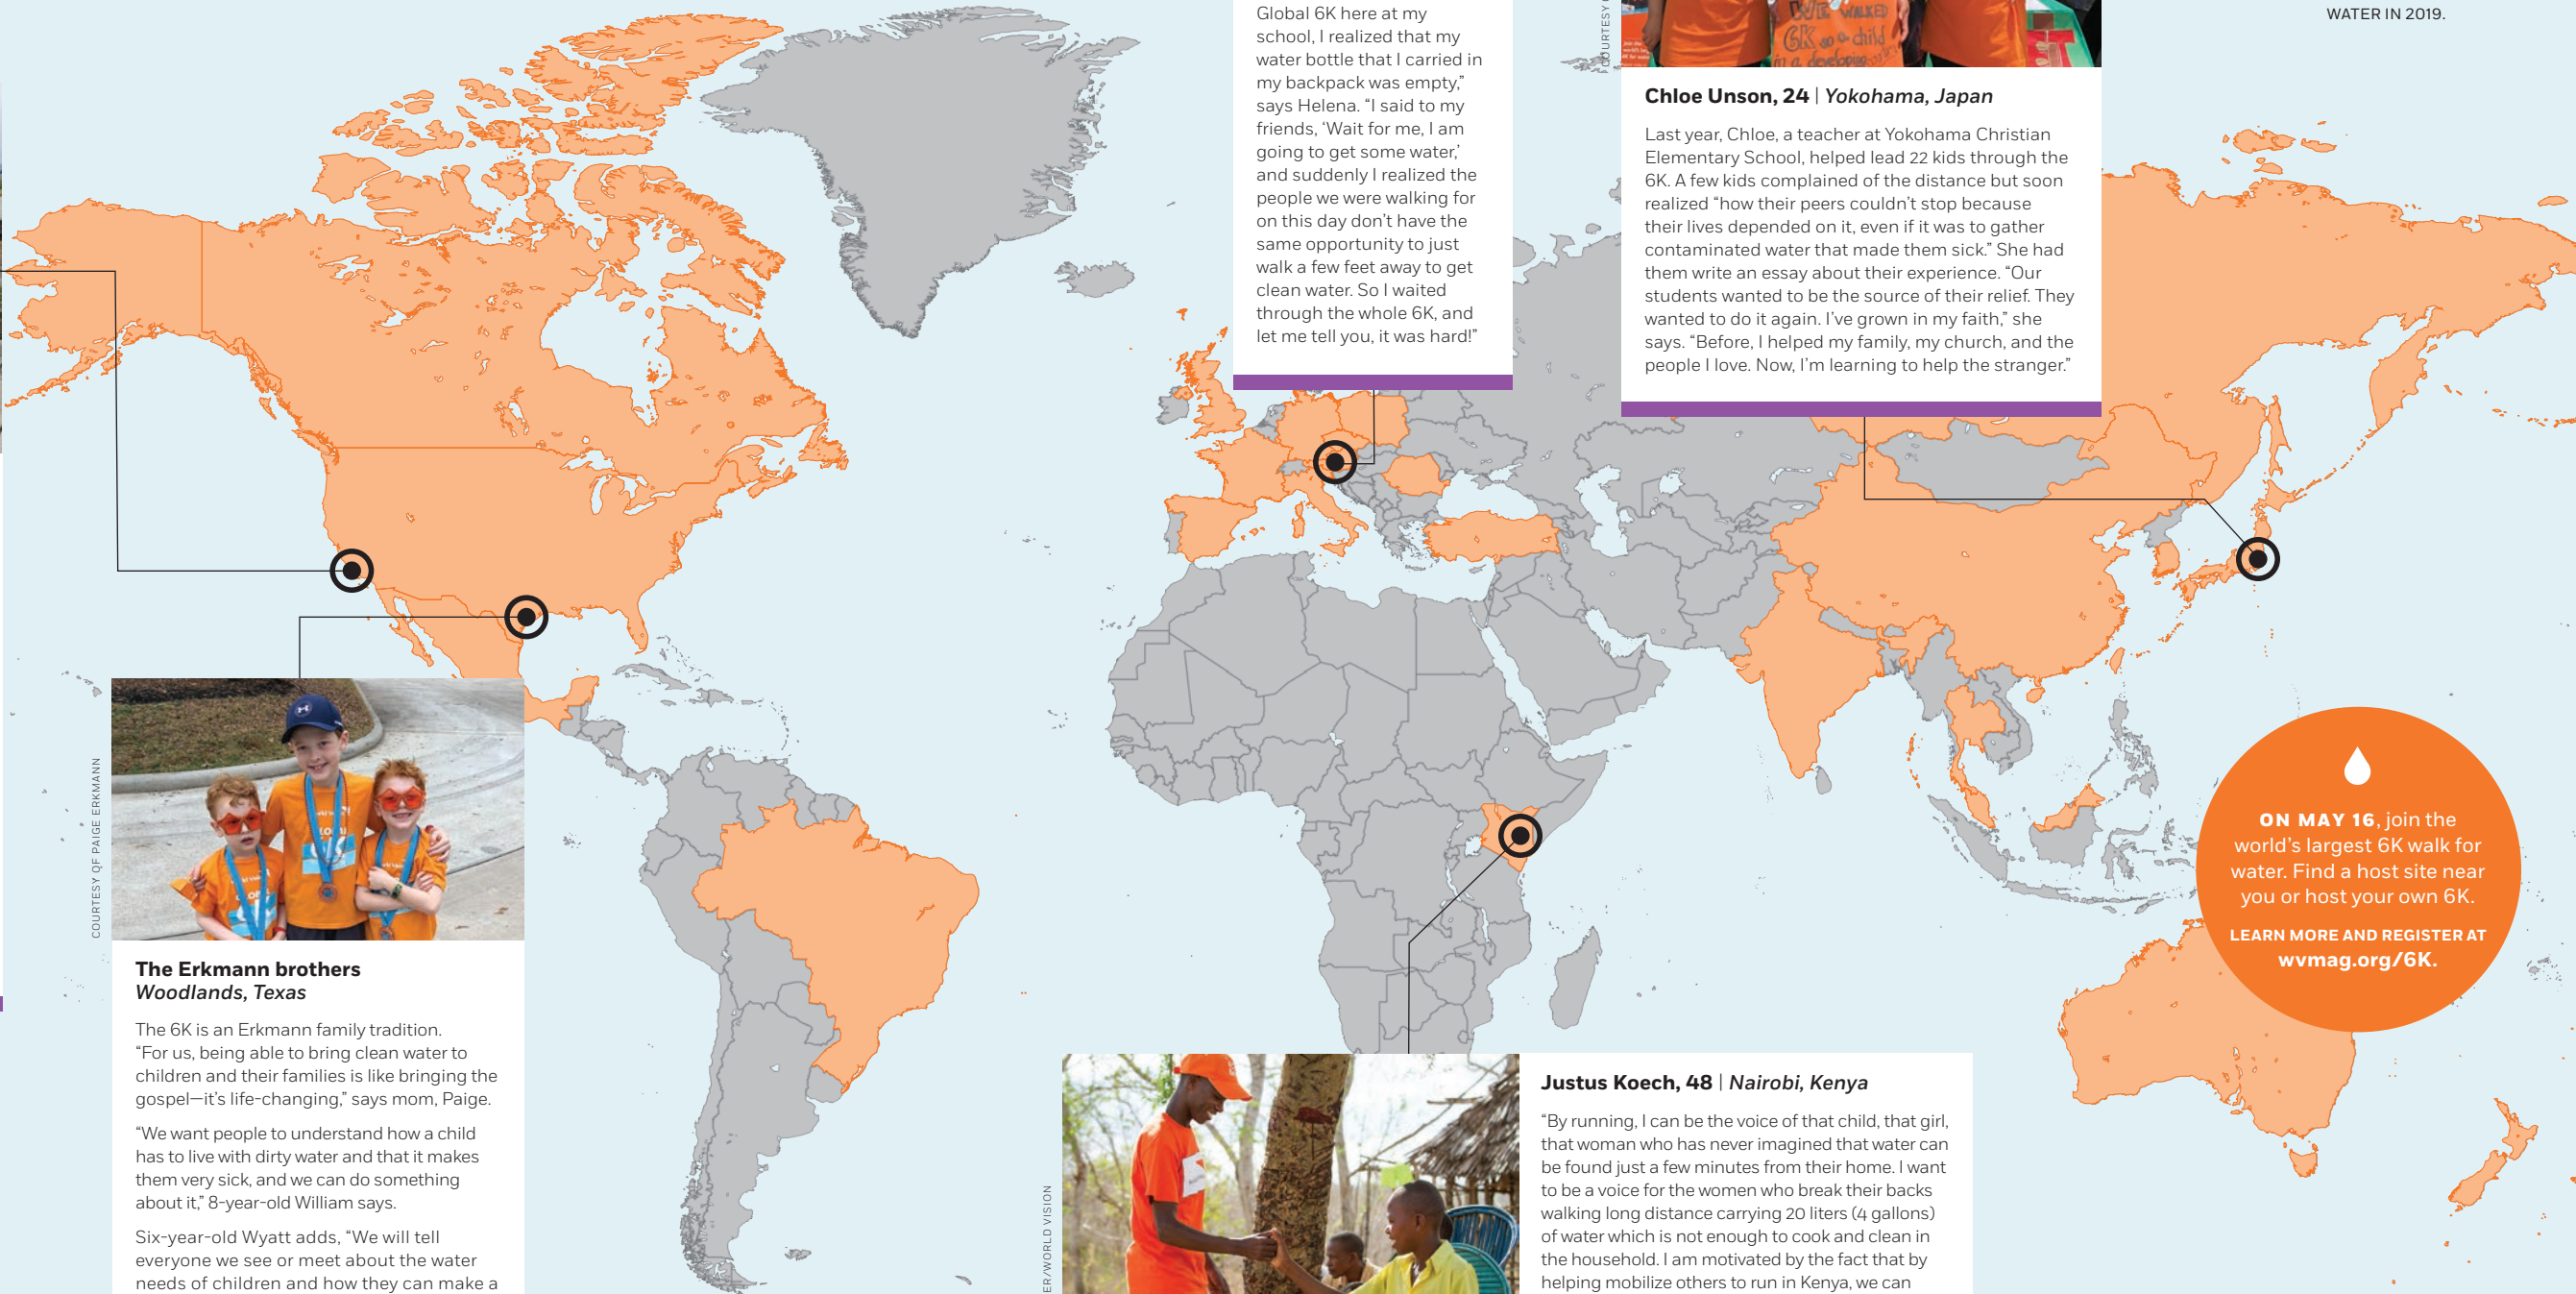 Global 6K here at my
school, I realized that my
water bottle that I carried in
my backpack was empty,”
says Helena. “I said to my
friends, ‘Wait for me, I am
going to get some water,’
and suddenly I realized the
people we were walking for
on this day don’t have the
same opportunity to just
walk a few feet away to get
clean water. So I waited
through the whole 6K, and
let me tell you, it was hard!”
COURTESY
WE WALKED
6K so a child
in a developing
Chloe Unson, 24 | Yokohama, Japan
Last year, Chloe, a teacher at Yokohama Christian
Elementary School, helped lead 22 kids through the
6K. A few kids complained of the distance but soon
realized “how their peers couldn’t stop because
their lives depended on it, even if it was to gather
contaminated water that made them sick.” She had
them write an essay about their experience. “Our
students wanted to be the source of their relief. They
wanted to do it again. I’ve grown in my faith,” she
says. “Before, I helped my family, my church, and the
people I love. Now, I’m learning to help the stranger.”
WATER IN 2019.
COURTESY OF PAIGE EERKMANN
The Erkmann brothers
Woodlands, Texas
The 6K is an Erkmann family tradition.
“For us, being able to bring clean water to
children and their families is like bringing the
gospel—it’s life-changing,” says mom, Paige.
“We want people to understand how a child
has to live with dirty water and that it makes
them very sick, and we can do something
about it,” 8-year-old William says.
Six-year-old Wyatt adds, “We will tell
everyone we see or meet about the water
needs of children and how they can make a
ER/WORLD VISION
Justus Koech, 48 | Nairobi, Kenya
“By running, I can be the voice of that child, that girl,
that woman who has never imagined that water can
be found just a few minutes from their home. I want
to be a voice for the women who break their backs
walking long distance carrying 20 liters (4 gallons)
of water which is not enough to cook and clean in
the household. I am motivated by the fact that by
helping mobilize others to run in Kenya, we can
ON MAY 16, join the
world’s largest 6K walk for
water. Find a host site near
you or host your own 6K.
LEARN MORE AND REGISTER AT
wvmag.org/6K.